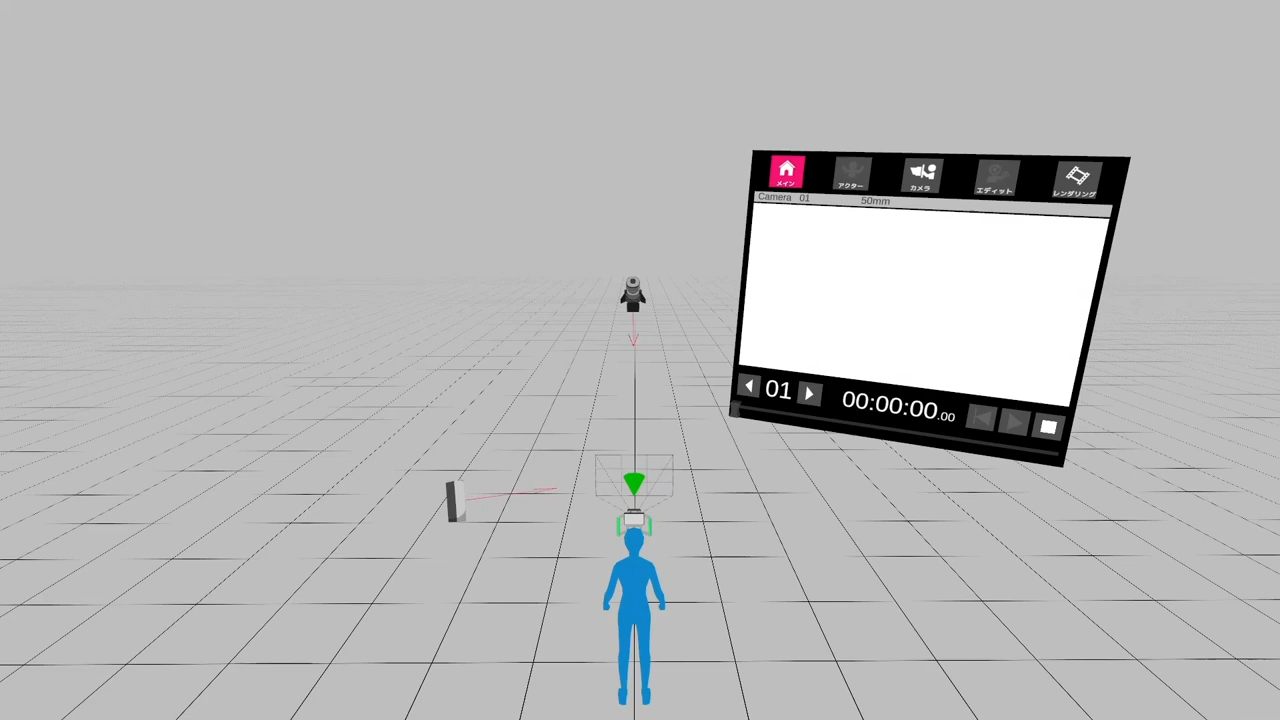 メイン
アクター
カメラ
エディット
レンダリング
Camera 01 50mm
01 00:00:00.00